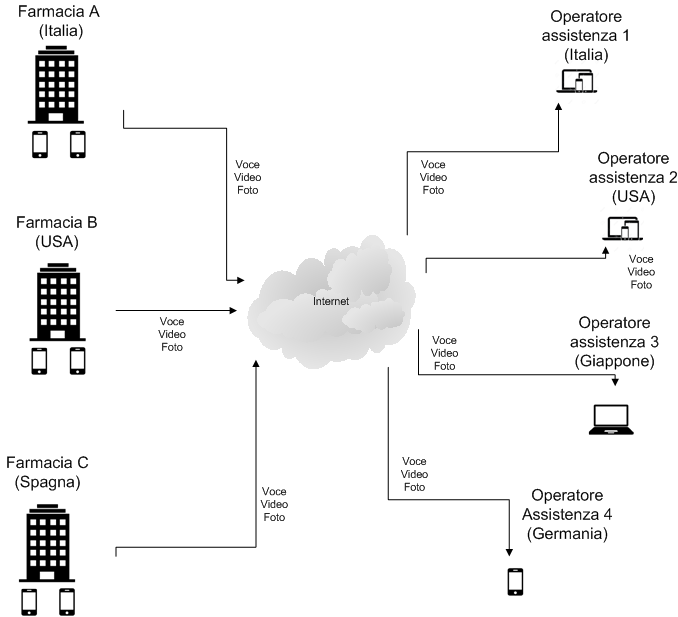 Farmacia A
(Italia)
Voce
Video
Foto
Farmacia B
(USA)
Voce
Video
Foto
Farmacia C
(Spagna)
Voce
Video
Foto
Internet
Operatore
assistenza 1
(Italia)
Voce
Video
Foto
Operatore
assistenza 2
(USA)
Voce
Video
Foto
Operatore
assistenza 3
(Giappone)
Voce
Video
Foto
Operatore
Assistenza 4
(Germania)
Voce
Video
Foto